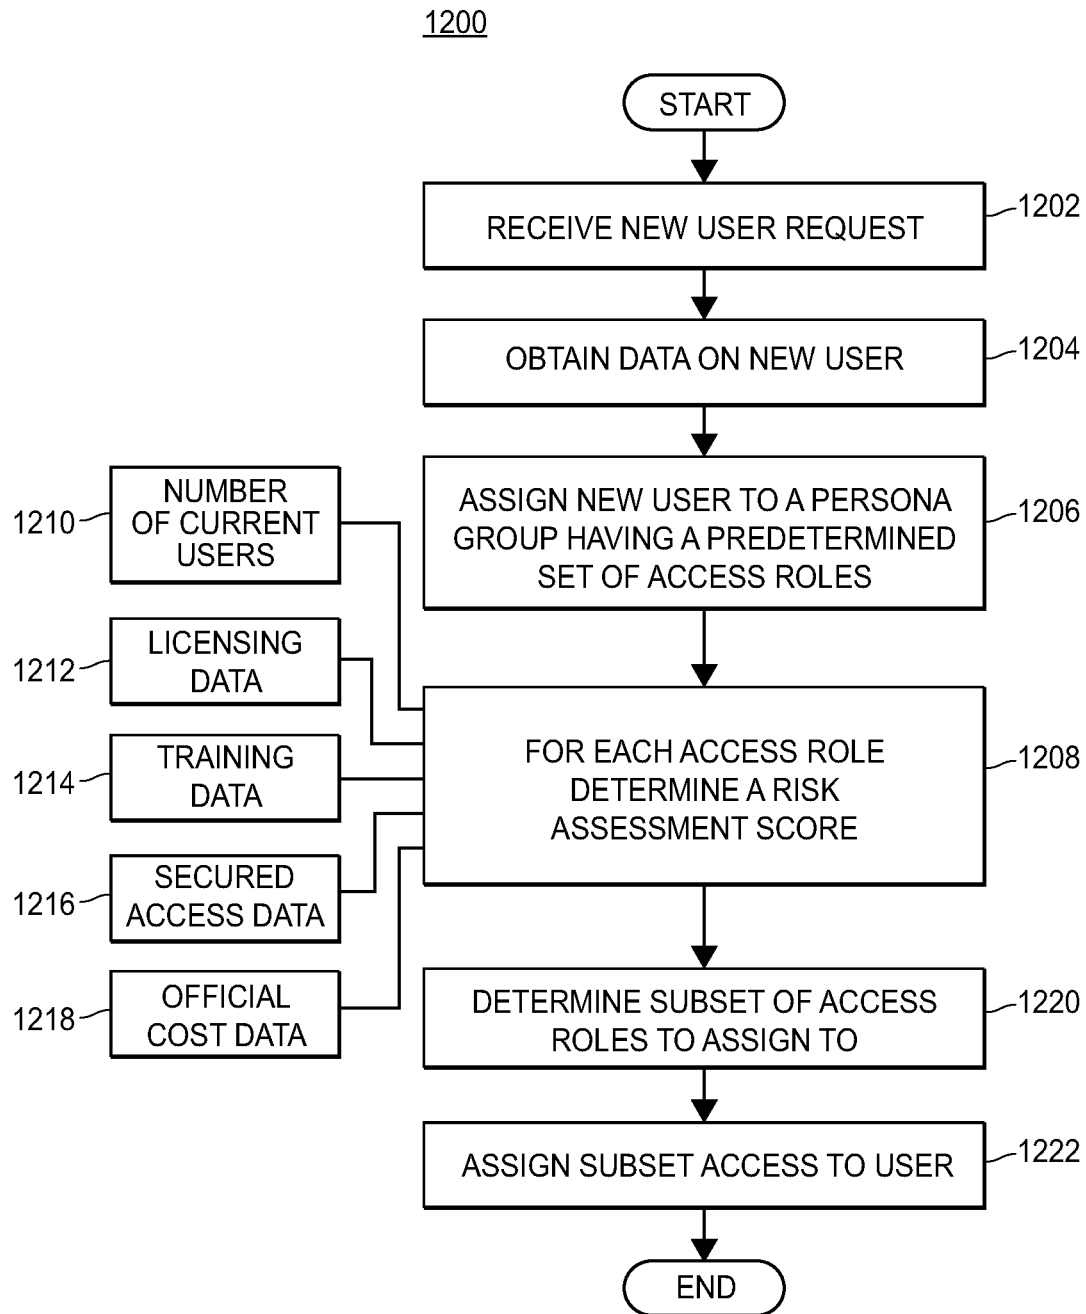 1200
START
RECEIVE NEW USER REQUEST
1202
OBTAIN DATA ON NEW USER
1204
ASSIGN NEW USER TO A PERSONA
GROUP HAVING A PREDETERMINED
SET OF ACCESS ROLES
1206
1210
NUMBER
OF CURRENT
USERS
1212
LICENSING
DATA
1214
TRAINING
DATA
1216
SECURED
ACCESS DATA
1218
OFFICIAL
COST DATA
FOR EACH ACCESS ROLE
DETERMINE A RISK
ASSESSMENT SCORE
1208
DETERMINE SUBSET OF ACCESS
ROLES TO ASSIGN TO
1220
ASSIGN SUBSET ACCESS TO USER
1222
END